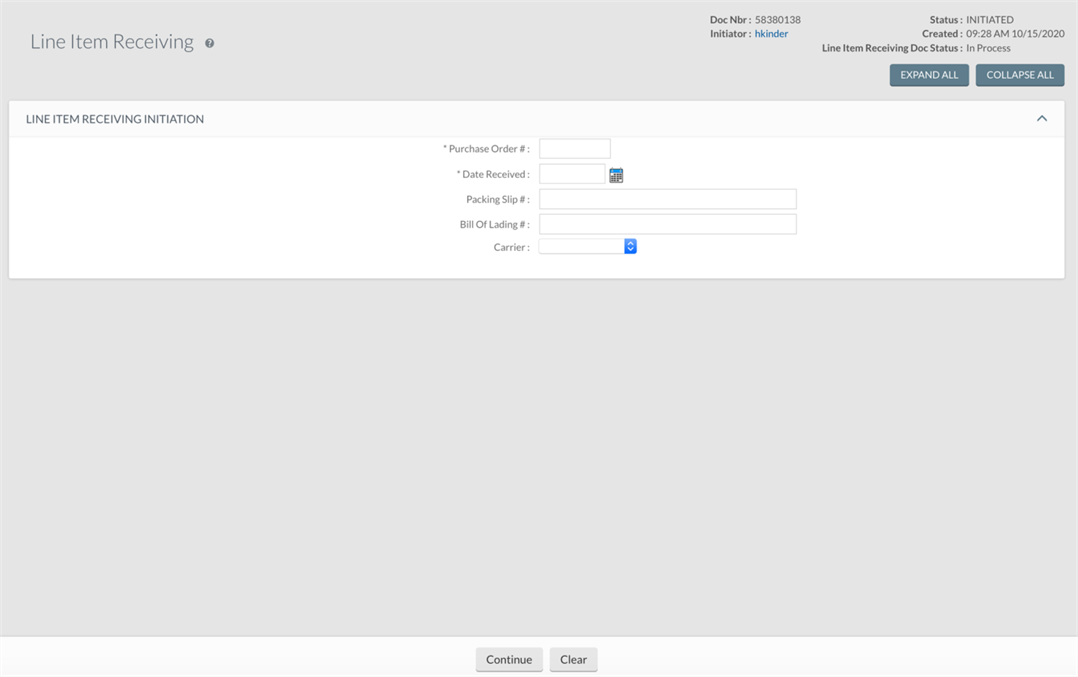 Line Item Receiving
Doc Nbr : 58380138
Status : INITIATED
Initiator : hkinder
Created : 09:28 AM 10/15/2020
Line Item Receiving Doc Status : In Process
EXPAND ALL
COLLAPSE ALL
LINE ITEM RECEIVING INITIATION
* Purchase Order # :
* Date Received :
Packing Slip # :
Bill Of Lading # :
Carrier :
Continue
Clear